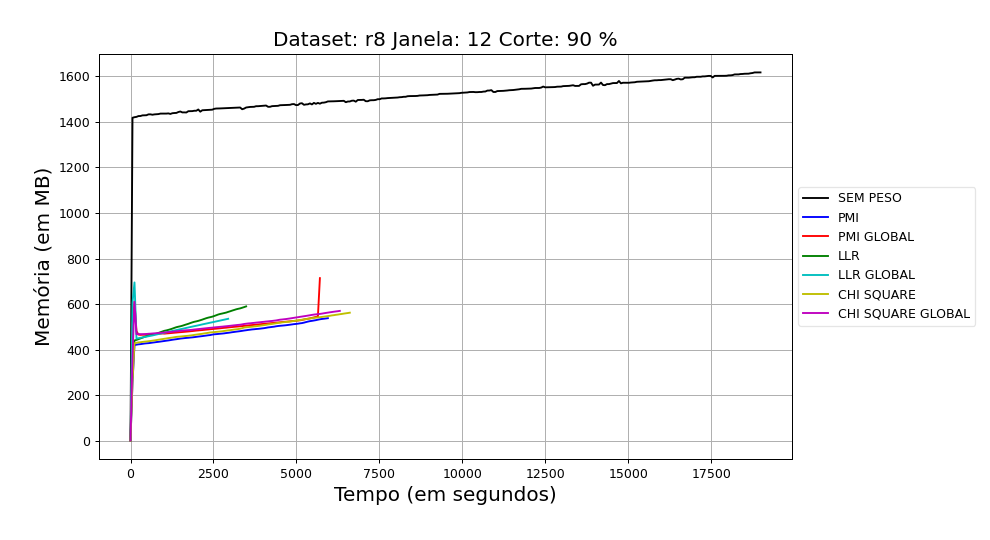 Dataset: r8 Janela: 12 Corte: 90 %
Memória (em MB)
1600
1400
1200
1000
800
600
400
200
0
0 2500 5000 7500 10000 12500 15000 17500
Tempo (em segundos)
SEM PESO
PMI
PMI GLOBAL
LLR
LLR GLOBAL
CHI SQUARE
CHI SQUARE GLOBAL